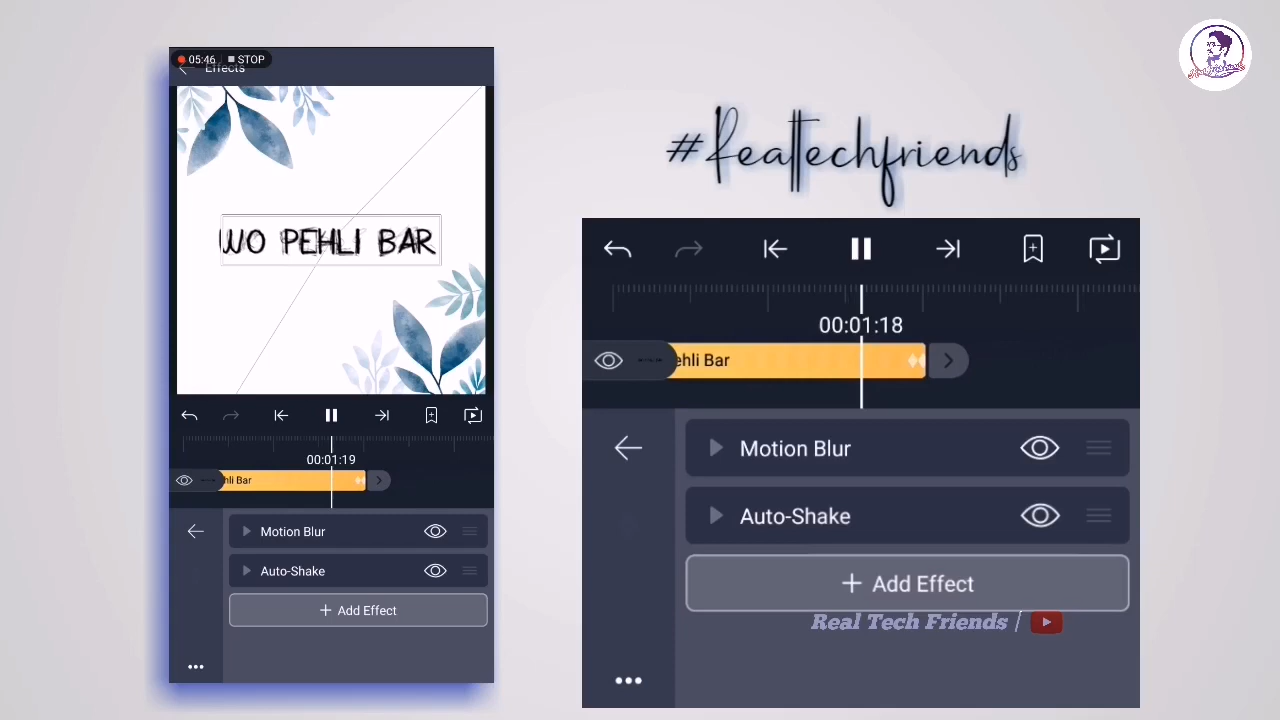 05:46 STOP
Effects
WO PEHLI BAR
00:01:19
hli Bar
Motion Blur
Auto-Shake
+ Add Effect
#Realtechfriends
00:01:18
ehli Bar
Motion Blur
Auto-Shake
+ Add Effect
Real Tech Friends /